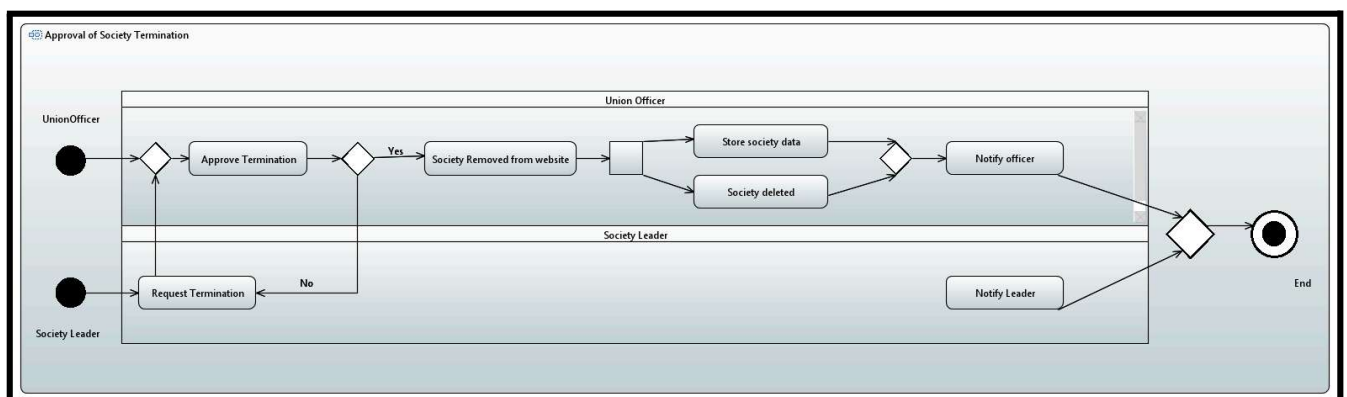 Approval of Society Termination
Union Officer
UnionOfficer
Approve Termination
Yes
Society Removed from website
Store society data
Society deleted
Notify officer
Society Leader
Request Termination
No
Notify Leader
End
Society Leader